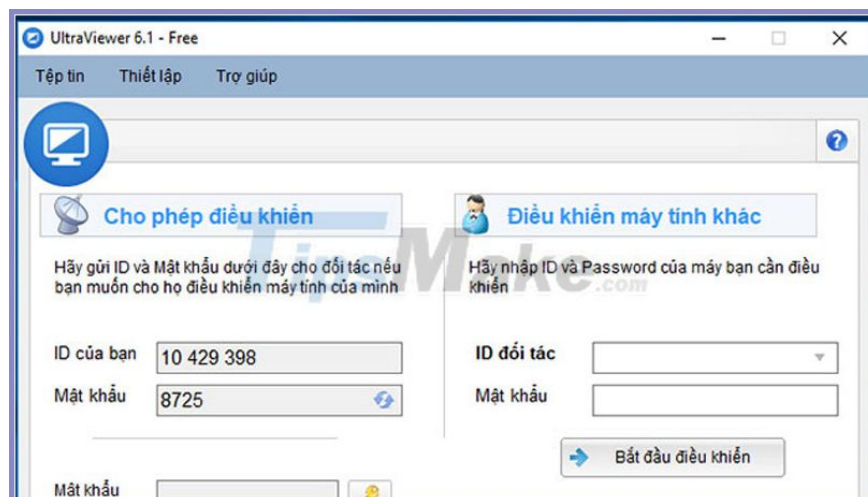 UltraViewer 6.1 - Free
Tệp tin Thiết lập Trợ giúp
Cho phép điều khiển
Hãy gửi ID và Mật khẩu dưới đây cho đối tác nếu
bạn muốn cho họ điều khiển máy tính của mình
ID của bạn 10 429 398
Mật khẩu 8725
Mật khẩu
Điều khiển máy tính khác
Hãy nhập ID và Password của máy bạn cần điều
khiển
ID đối tác
Mật khẩu
Bắt đầu điều khiển
TipsMake.com